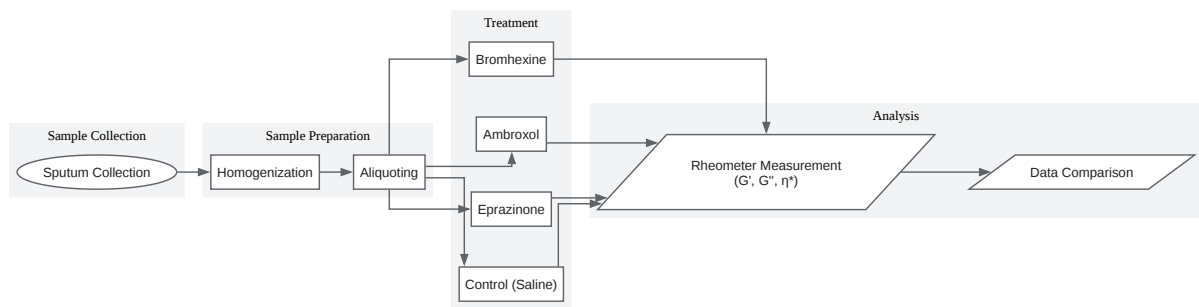 Sample Collection
Sputum Collection
Sample Preparation
Homogenization
Aliquoting
Treatment
Bromhexine
Ambroxol
Eprazinone
Control (Saline)
Analysis
Rheometer Measurement
(G', G'', η*)
Data Comparison